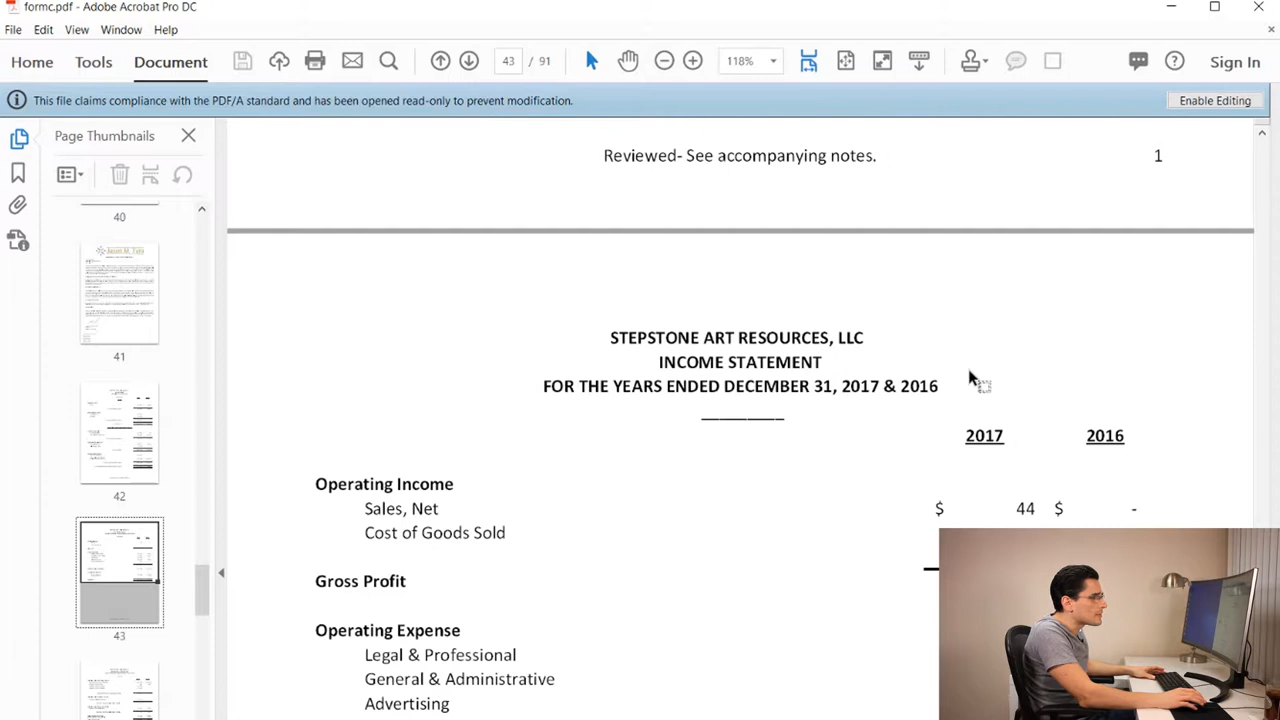 formc.pdf - Adobe Acrobat Pro DC
File Edit View Window Help
Home Tools Document 43 / 91 118% Sign In
This file claims compliance with the PDF/A standard and has been opened read-only to prevent modification. Enable Editing
Page Thumbnails
40
41
42
43
Reviewed- See accompanying notes. 1
STEPSTONE ART RESOURCES, LLC
INCOME STATEMENT
FOR THE YEARS ENDED DECEMBER 31, 2017 & 2016
2017 2016
Operating Income
Sales, Net $ 44 $ -
Cost of Goods Sold
Gross Profit
Operating Expense
Legal & Professional
General & Administrative
Advertising